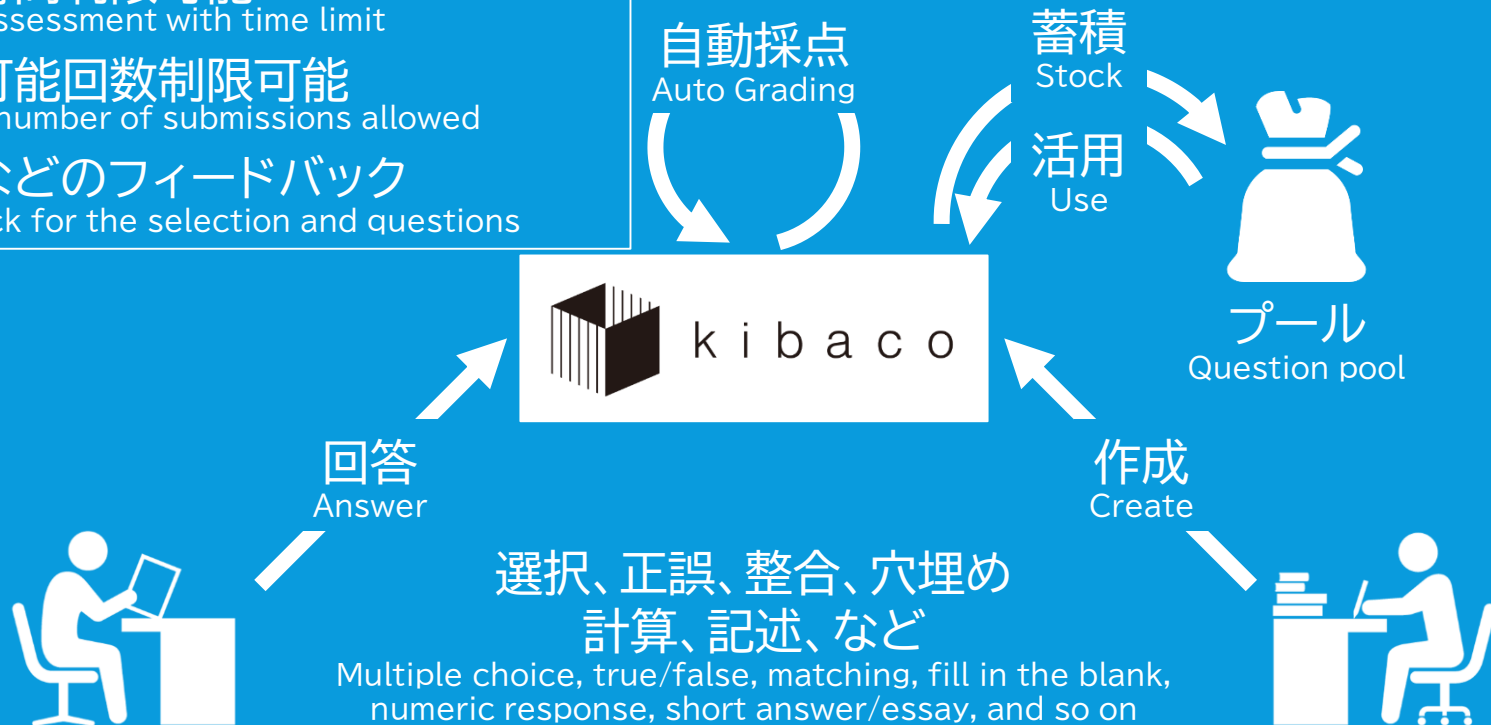 ssessment with time limit
可能回数制限可能
number of submissions allowed
などのフィードバック
ck for the selection and questions
自動採点
Auto Grading
蓄積
Stock
活用
Use
kibaco
プール
Question pool
回答
Answer
作成
Create
選択、正誤、整合、穴埋め
計算、記述、など
Multiple choice, true/false, matching, fill in the blank,
numeric response, short answer/essay, and so on